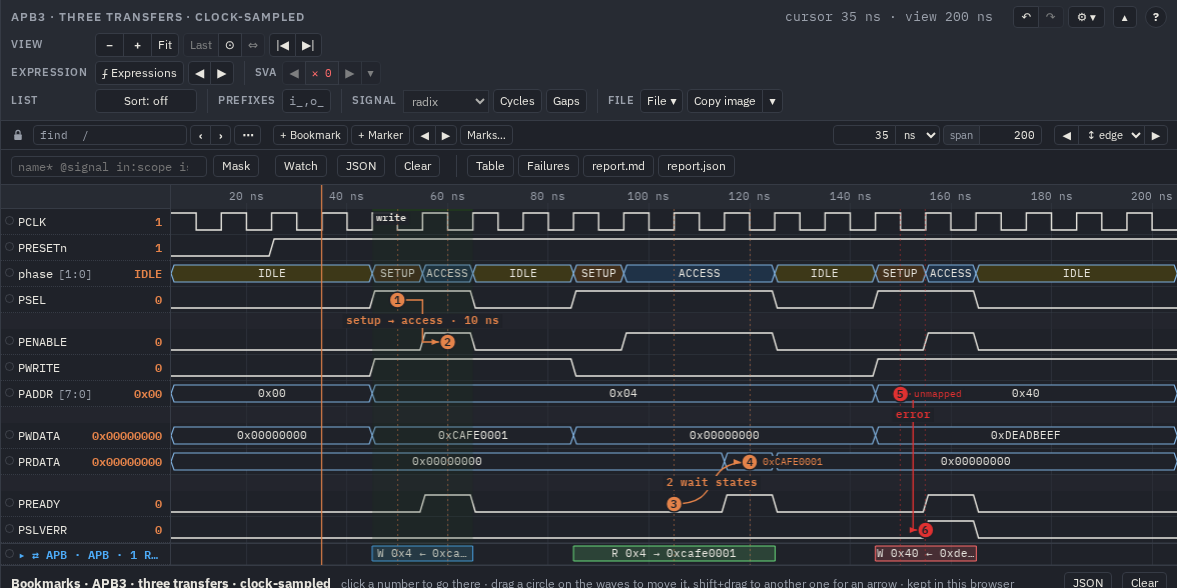 APB3 · THREE TRANSFERS · CLOCK-SAMPLED cursor 35 ns · view 200 ns ↶ ↷ ⚙ ▾ ▲ ?
VIEW − + Fit Last ⊙ ⇔ |◀ ▶|
EXPRESSION ⨍ Expressions ◀ ▶ SVA ◀ × 0 ▶ ▾
LIST Sort: off PREFIXES i_,o_ SIGNAL radix Cycles Gaps FILE File ▾ Copy image ▾
find / ‹ › ⋯ + Bookmark + Marker ◀ ▶ Marks… 35 ns span 200 ◀ ↕ edge ▶
name* @signal in:scope is Mask Watch JSON Clear Table Failures report.md report.json
20 ns 40 ns 60 ns 80 ns 100 ns 120 ns 140 ns 160 ns 180 ns 200 ns
PCLK 1 write
PRESETn 1
phase [1:0] IDLE IDLE SETUP ACCESS IDLE SETUP ACCESS IDLE SETUP ACCESS IDLE
PSEL 0 1
setup → access · 10 ns
PENABLE 0 2
PWRITE 0
PADDR [7:0] 0x00 0x00 0x04 5 unmapped 0x40
error
PWDATA 0x00000000 0x00000000 0xCAFE0001 0x00000000 0xDEADBEEF
PRDATA 0x00000000 0x00000000 4 0xCAFE0001 0x00000000
2 wait states
PREADY 0 3
PSLVERR 0 6
▸ ⇄ APB · APB · 1 R… W 0x4 ← 0xca… R 0x4 → 0xcafe0001 W 0x40 ← 0xde…
Bookmarks · APB3 · three transfers · clock-sampled click a number to go there · drag a circle on the waves to move it, shift+drag to another one for an arrow · kept in this browser JSON Clear